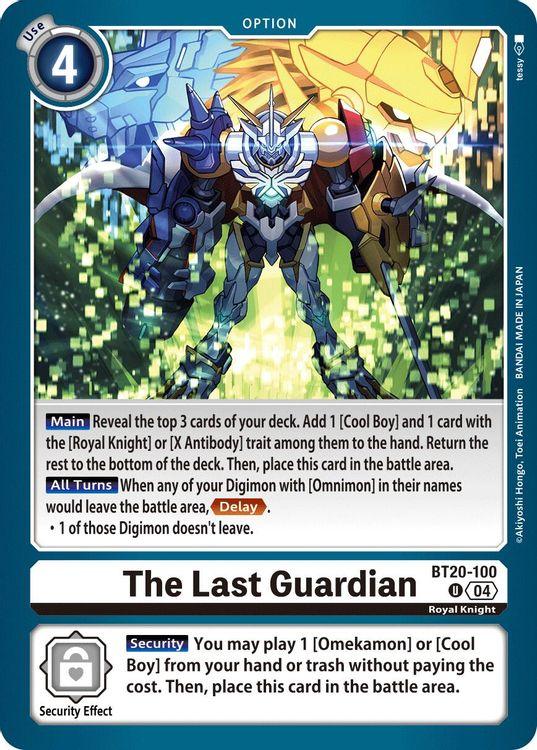 OPTION
Use
4
tessy
©Akiyoshi Hongo, Toei Animation BANDAI MADE IN JAPAN
Main Reveal the top 3 cards of your deck. Add 1 [Cool Boy] and 1 card with
the [Royal Knight] or [X Antibody] trait among them to the hand. Return the
rest to the bottom of the deck. Then, place this card in the battle area.
All Turns When any of your Digimon with [Omnimon] in their names
would leave the battle area, Delay.
・1 of those Digimon doesn't leave.
The Last Guardian
BT20-100
U 04
Royal Knight
Security You may play 1 [Omekamon] or [Cool
Boy] from your hand or trash without paying the
cost. Then, place this card in the battle area.
Security Effect